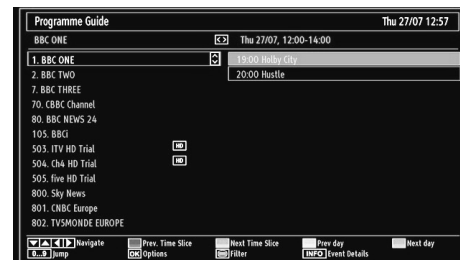 Programme Guide Thu 27/07 12:57
BBC ONE Thu 27/07, 12:00-14:00
1. BBC ONE 19:00 Holby City
2. BBC TWO 20:00 Hustle
7. BBC THREE
70. CBBC Channel
80. BBC NEWS 24
105. BBCi
503. ITV HD Trial HD
504. Ch4 HD Trial HD
505. five HD Trial
800. Sky News
801. CNBC Europe
802. TV5MONDE EUROPE
Navigate Prev. Time Slice Next Time Slice Prev day Next day
0...9 Jump OK Options Filter INFO Event Details